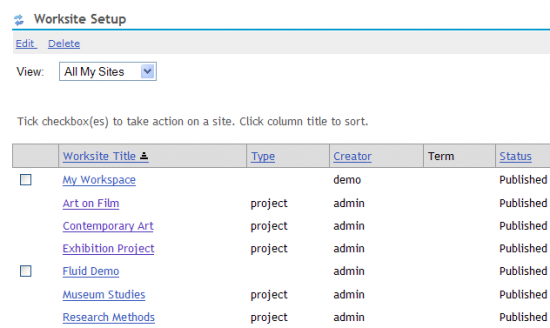 Worksite Setup
Edit Delete
View: All My Sites
Tick checkbox(es) to take action on a site. Click column title to sort.
Worksite Title Type Creator Term Status
My Workspace demo Published
Art on Film project admin Published
Contemporary Art project admin Published
Exhibition Project project admin Published
Fluid Demo admin Published
Museum Studies project admin Published
Research Methods project admin Published